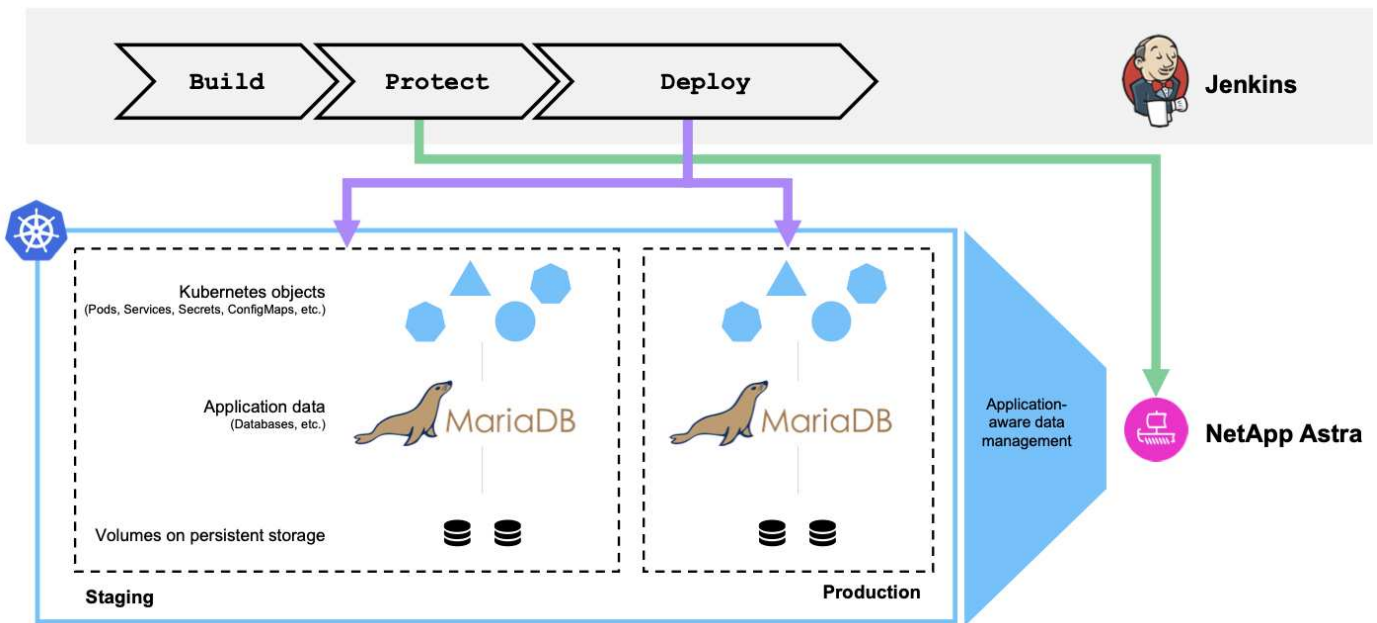 Build
Protect
Deploy
Jenkins
Kubernetes objects
(Pods, Services, Secrets, ConfigMaps, etc.)
Application data
(Databases, etc.)
MariaDB
MariaDB
Application-
aware data
management
NetApp Astra
Volumes on persistent storage
Staging
Production